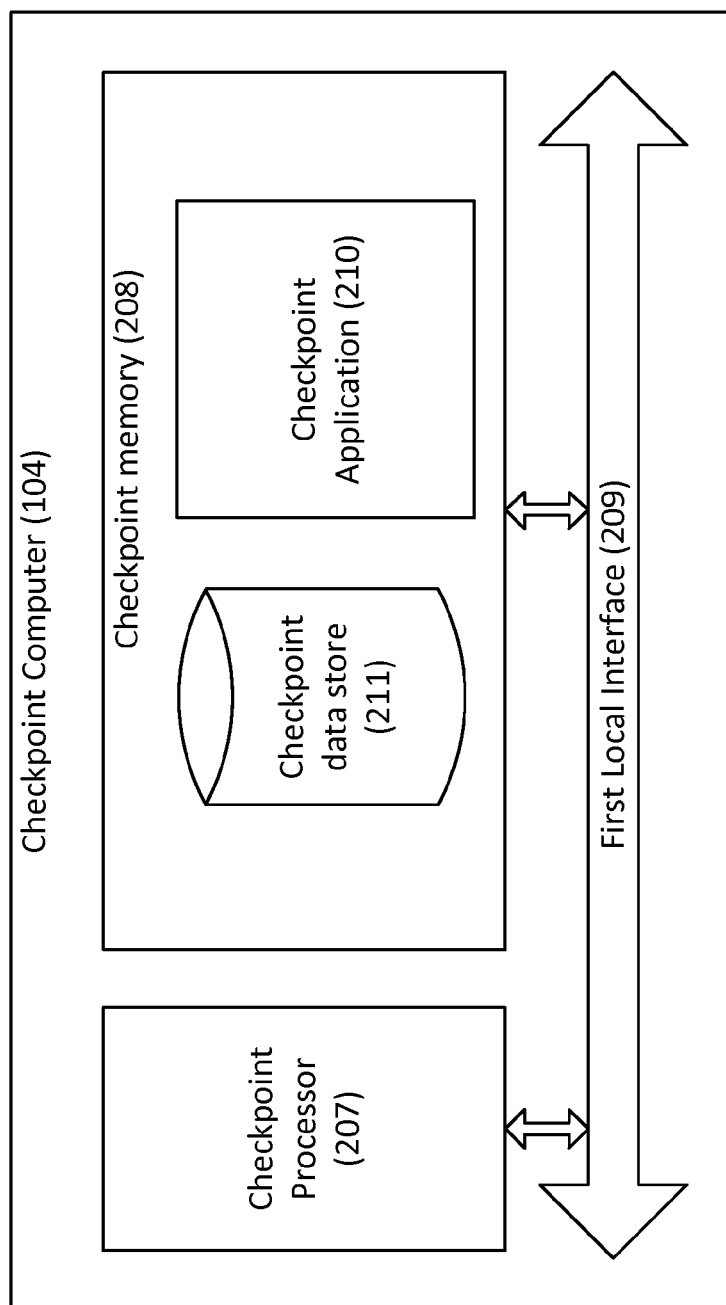 Checkpoint Computer (104)
Checkpoint memory (208)
Checkpoint
Processor
(207)
Checkpoint
data store
(211)
Checkpoint
Application (210)
First Local Interface (209)